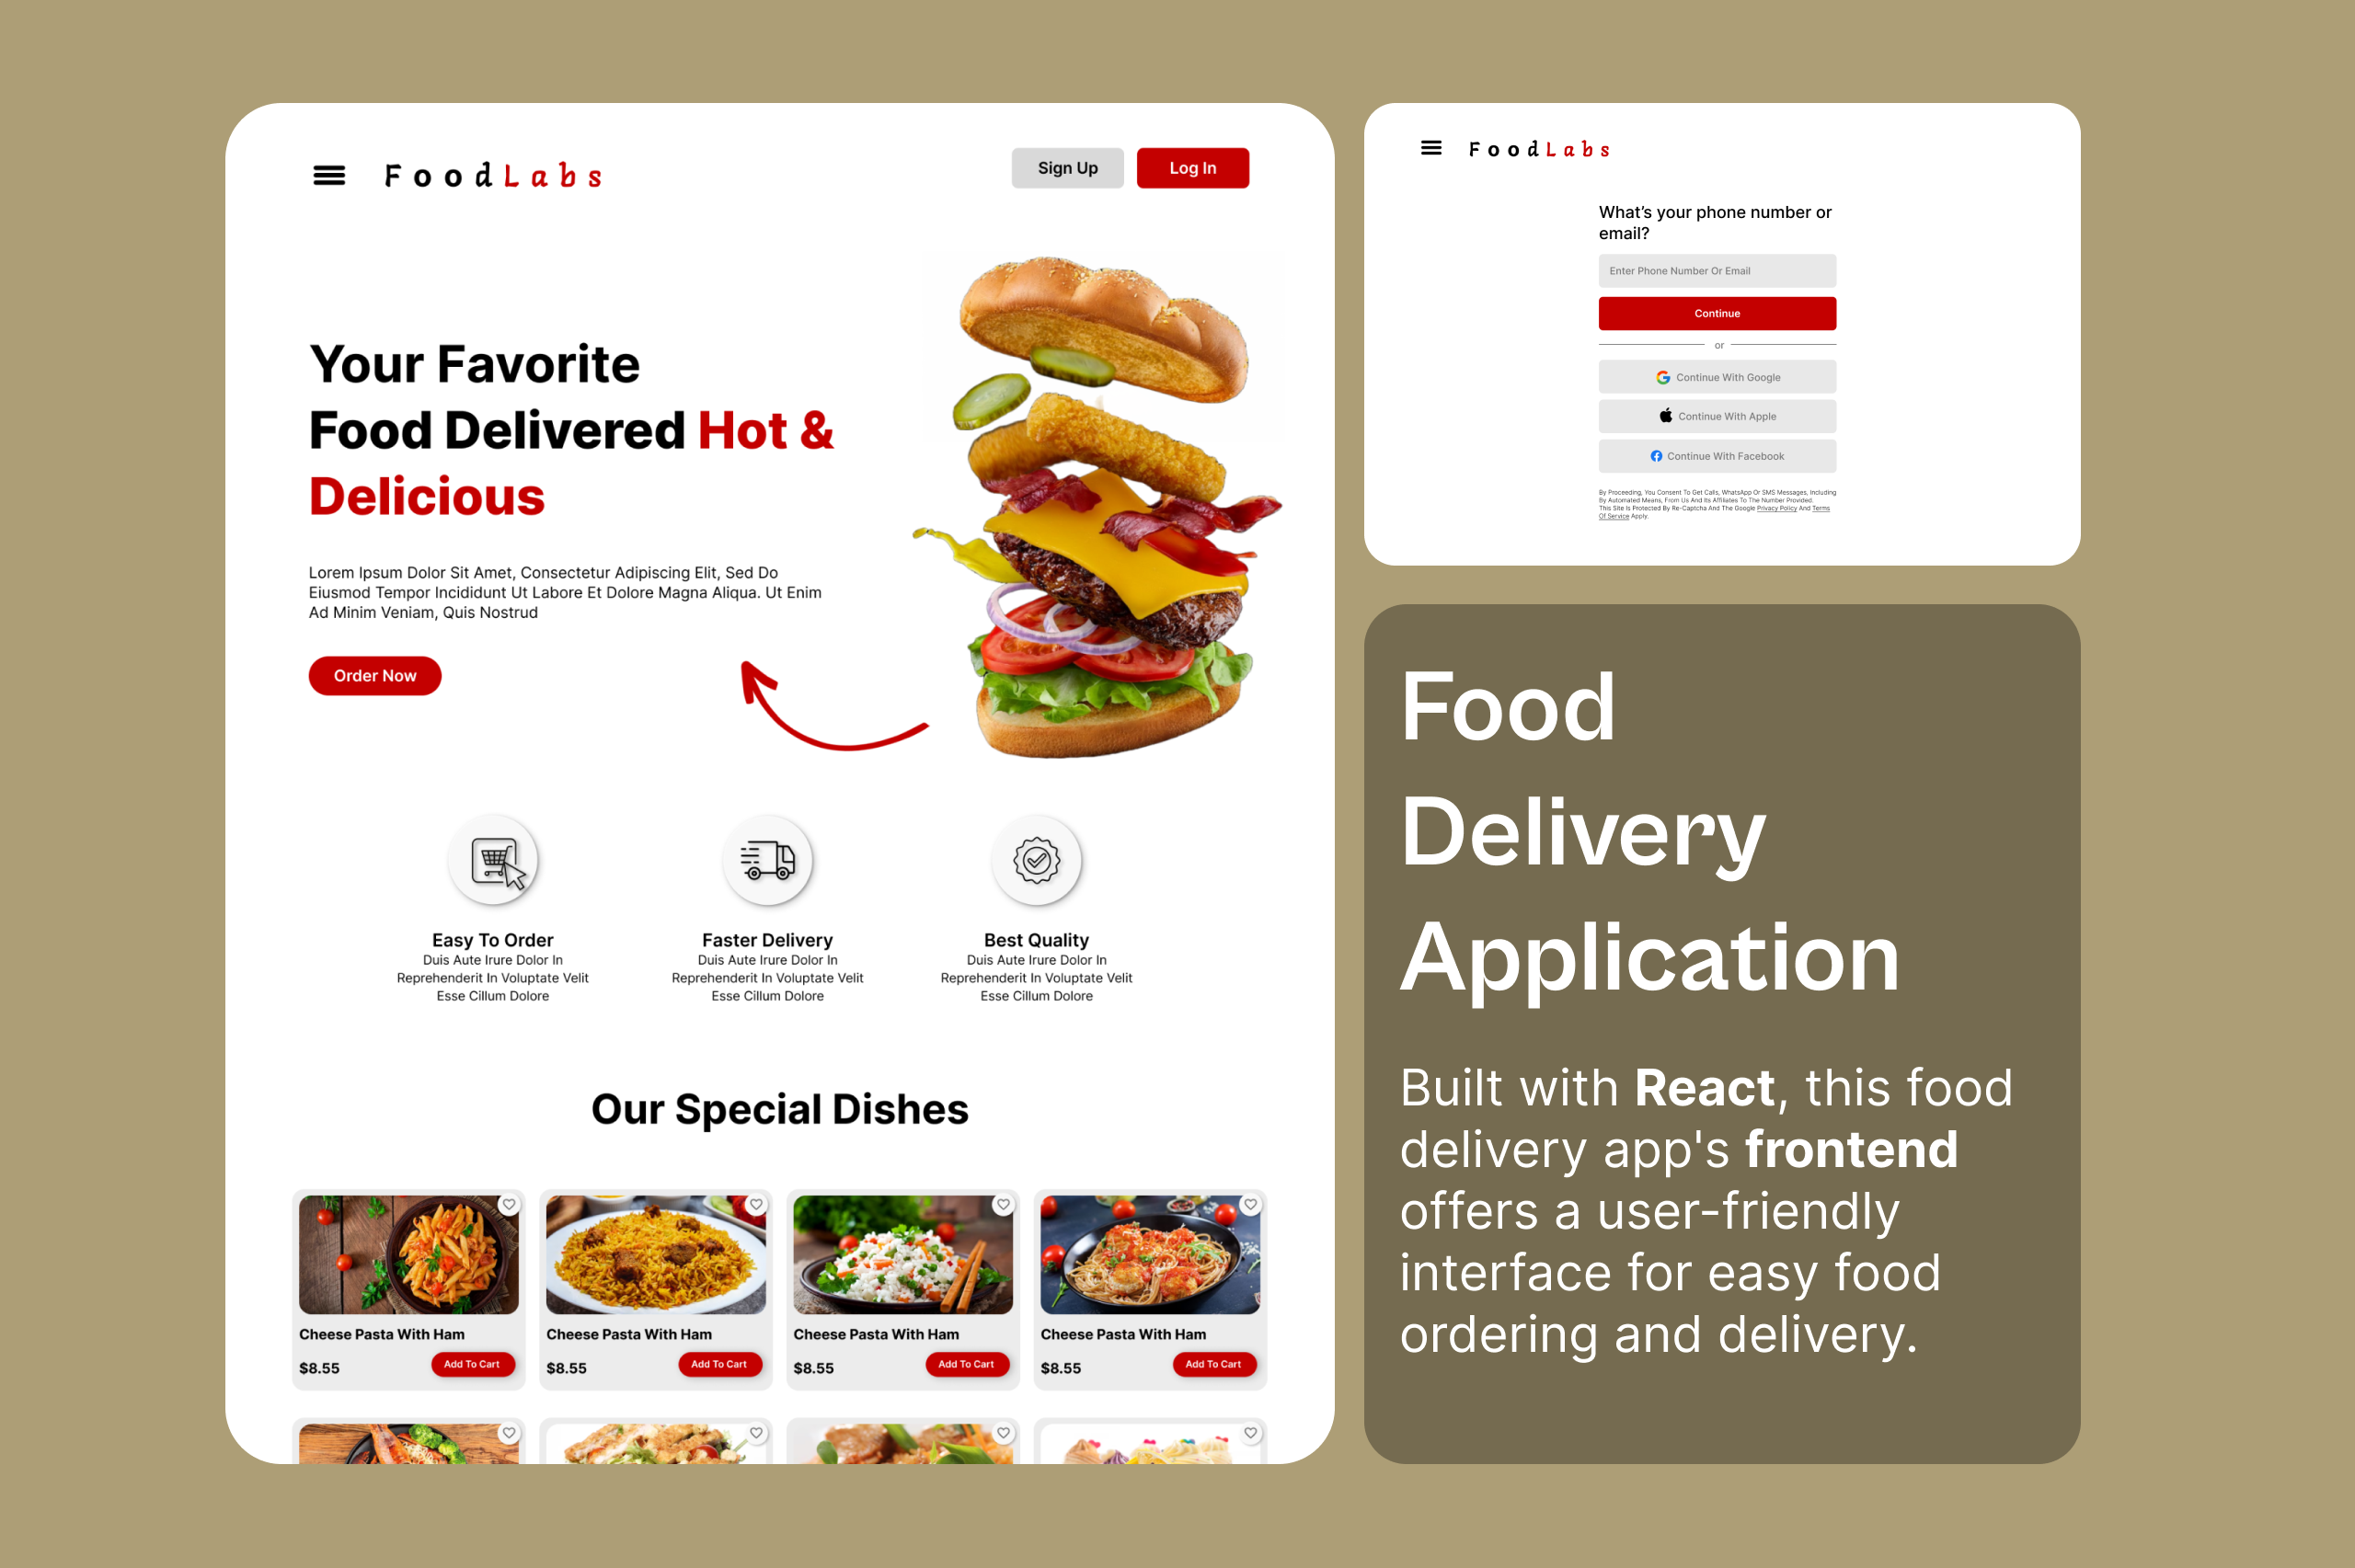 FoodLabs
Sign Up
Log In
Your Favorite
Food Delivered Hot &
Delicious
Lorem Ipsum Dolor Sit Amet, Consectetur Adipiscing Elit, Sed Do
Eiusmod Tempor Incididunt Ut Labore Et Dolore Magna Aliqua. Ut Enim
Ad Minim Veniam, Quis Nostrud
Order Now
Easy To Order
Duis Aute Irure Dolor In
Reprehenderit In Voluptate Velit
Esse Cillum Dolore
Faster Delivery
Duis Aute Irure Dolor In
Reprehenderit In Voluptate Velit
Esse Cillum Dolore
Best Quality
Duis Aute Irure Dolor In
Reprehenderit In Voluptate Velit
Esse Cillum Dolore
Our Special Dishes
Cheese Pasta With Ham
$8.55
Add To Cart
Cheese Pasta With Ham
$8.55
Add To Cart
Cheese Pasta With Ham
$8.55
Add To Cart
Cheese Pasta With Ham
$8.55
Add To Cart
FoodLabs
What's your phone number or
email?
Enter Phone Number Or Email
Continue
or
Continue With Google
Continue With Apple
Continue With Facebook
By Proceeding, You Consent To Get Calls, WhatsApp Or SMS Messages, Including
By Automated Means, From Us And Its Affiliates To The Number Provided.
This Site Is Protected By Re-Captcha And The Google Privacy Policy And Terms
Of Service Apply.
Food
Delivery
Application
Built with React, this food
delivery app's frontend
offers a user-friendly
interface for easy food
ordering and delivery.